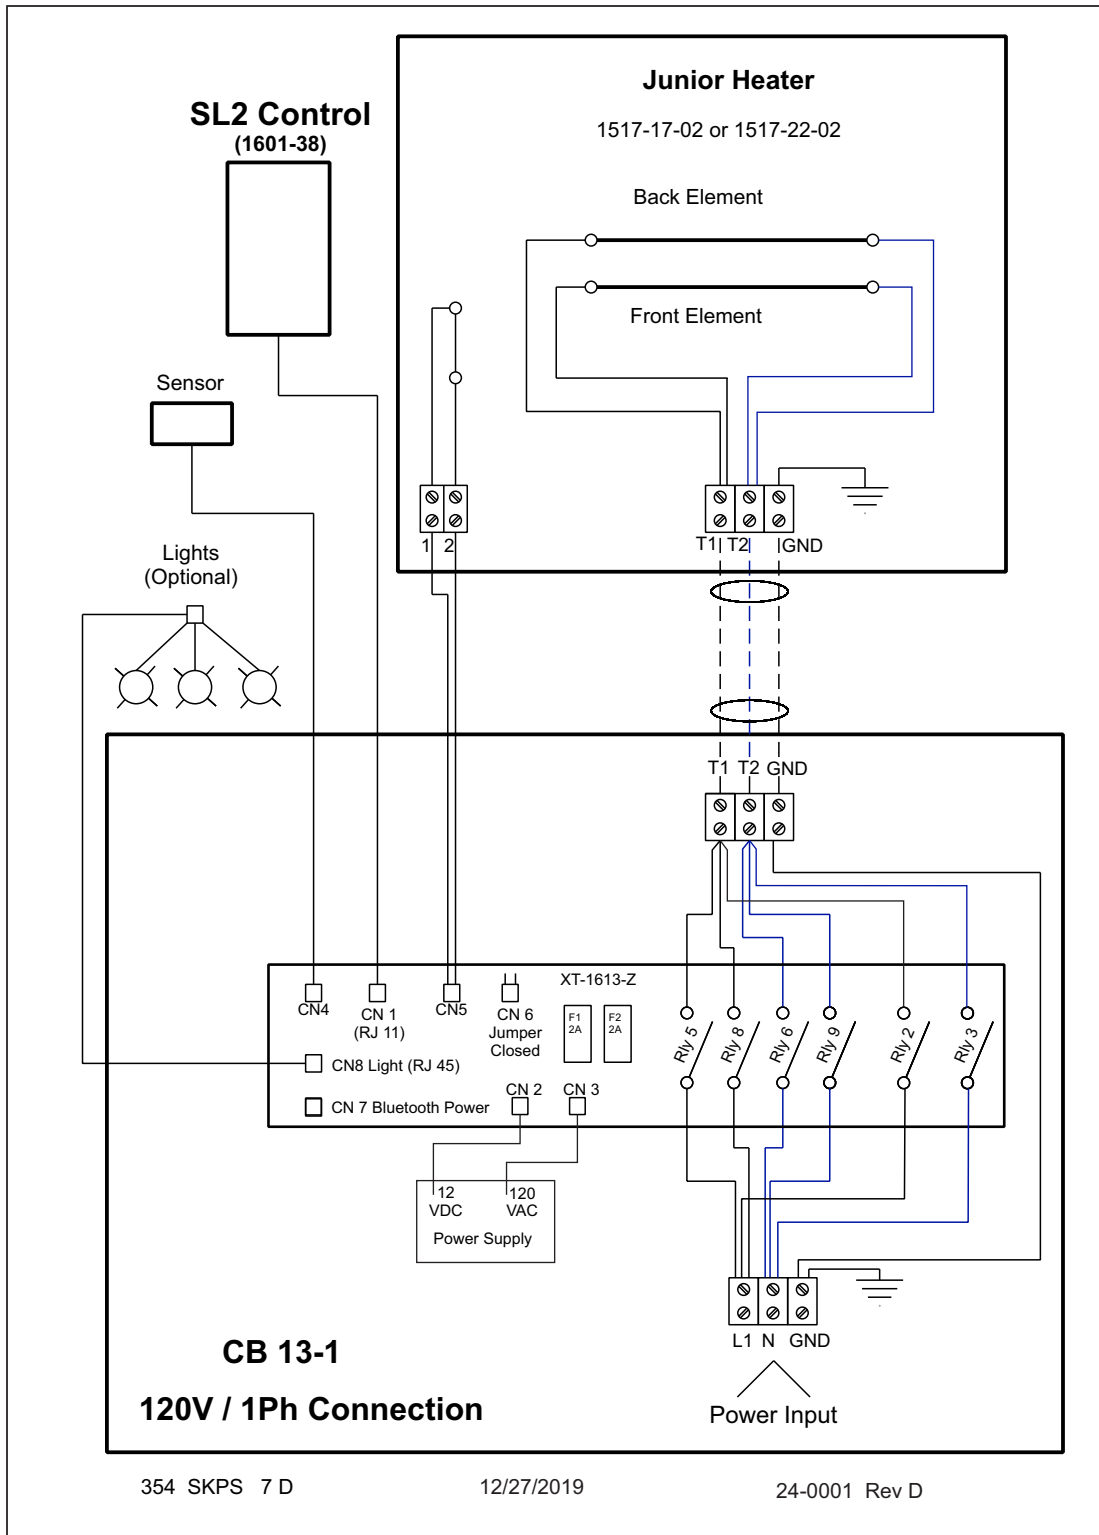 Junior Heater
1517-17-02 or 1517-22-02
SL2 Control
(1601-38)
Back Element
Front Element
Sensor
Lights
(Optional)
1 2
T1 T2 GND
T1 T2 GND
XT-1613-Z
CN4
CN 1
(RJ 11)
CN5
CN 6
Jumper
Closed
F1
2A
F2
2A
Rly 5
Rly 8
Rly 6
Rly 9
Rly 2
Rly 3
CN8 Light (RJ 45)
CN 7 Bluetooth Power
CN 2
CN 3
12
VDC
120
VAC
Power Supply
L1 N GND
Power Input
CB 13-1
120V / 1Ph Connection
354 SKPS 7 D
12/27/2019
24-0001 Rev D